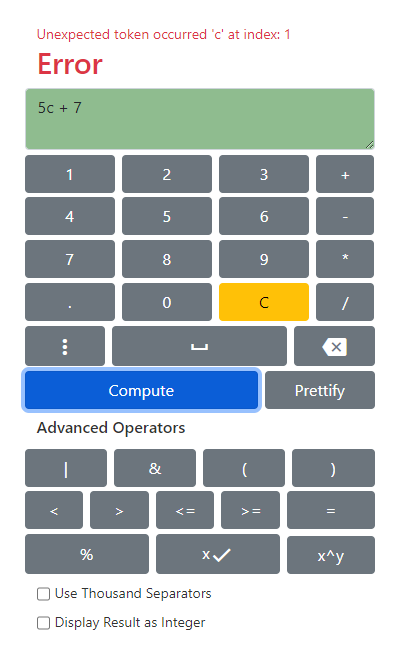 Unexpected token occurred 'c' at index: 1
Error
5c + 7
1 2 3 +
4 5 6 -
7 8 9 *
. 0 C /
Compute Prettify
Advanced Operators
| & ( )
< > <= >= =
% x x^y
Use Thousand Separators
Display Result as Integer